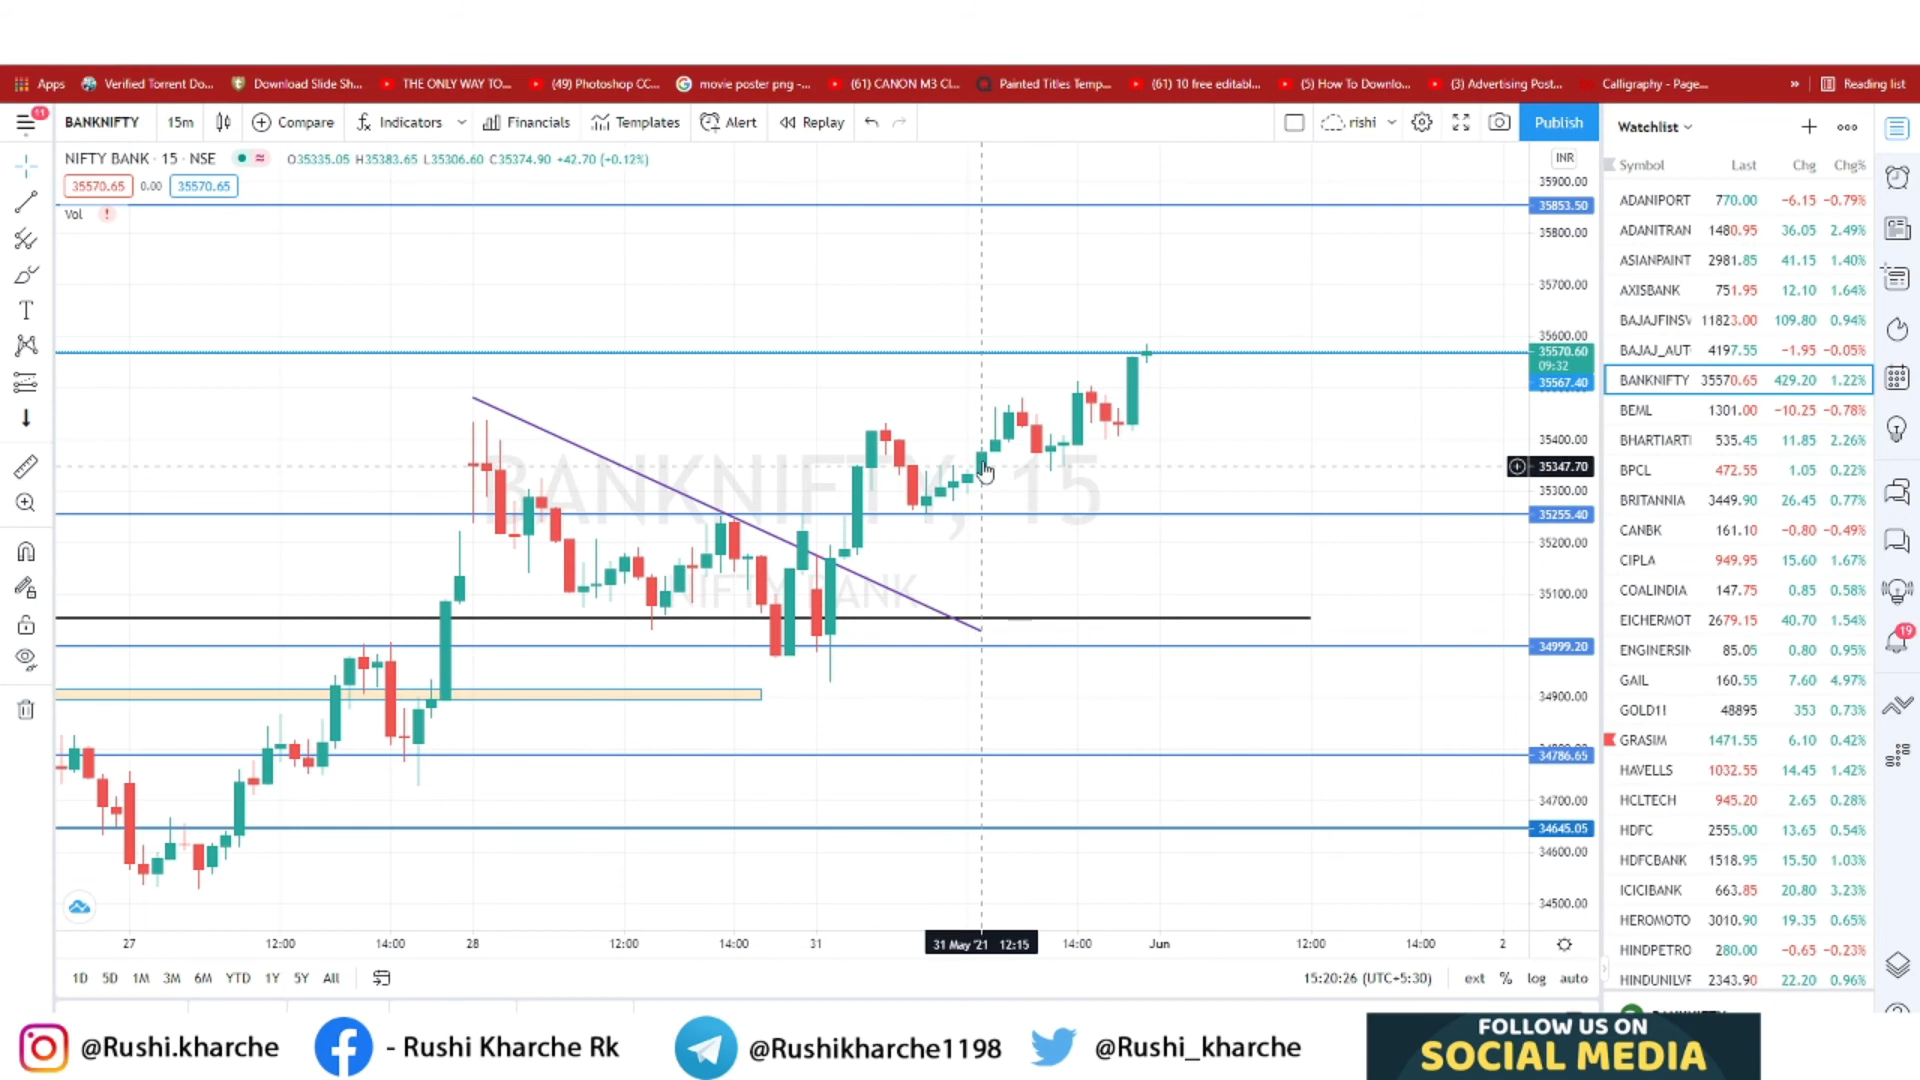 Apps Verified Torrent Do... Download Slide Sh... THE ONLY WAY TO... (49) Photoshop CC... movie poster png -... (61) CANON M3 Cl... Painted Titles Temp... (61) 10 free editabl... (5) How To Downlo... (3) Advertising Post... Calligraphy - Page... » Reading list
11 BANKNIFTY 15m Compare Indicators Financials Templates Alert Replay rishi Publish
Watchlist
NIFTY BANK · 15 · NSE O35335.05 H35383.65 L35306.60 C35374.90 +42.70 (+0.12%)
35570.65 0.00 35570.65
Vol
BANKNIFTY, 15
NIFTY BANK
INR
35900.00
35853.50
35800.00
35700.00
35600.00
35570.60
09:32
35567.40
35400.00
35347.70
35300.00
35255.40
35200.00
35100.00
34999.20
34900.00
34786.65
34700.00
34645.05
34600.00
34500.00
27 12:00 14:00 28 12:00 14:00 31 31 May '21 12:15 14:00 Jun 12:00 14:00 2
1D 5D 1M 3M 6M YTD 1Y 5Y All 15:20:26 (UTC+5:30) ext % log auto
Symbol Last Chg Chg%
ADANIPORT 770.00 −6.15 −0.79%
ADANITRAN 1480.95 36.05 2.49%
ASIANPAINT 2981.85 41.15 1.40%
AXISBANK 751.95 12.10 1.64%
BAJAJFINSV 11823.00 109.80 0.94%
BAJAJ_AUT 4197.55 −1.95 −0.05%
BANKNIFTY 35570.65 429.20 1.22%
BEML 1301.00 −10.25 −0.78%
BHARTIARTI 535.45 11.85 2.26%
BPCL 472.55 1.05 0.22%
BRITANNIA 3449.90 26.45 0.77%
CANBK 161.10 −0.80 −0.49%
CIPLA 949.95 15.60 1.67%
COALINDIA 147.75 0.85 0.58%
EICHERMOT 2679.15 40.70 1.54%
ENGINERSIN 85.05 0.80 0.95%
GAIL 160.55 7.60 4.97%
GOLD1! 48895 353 0.73%
GRASIM 1471.55 6.10 0.42%
HAVELLS 1032.55 14.45 1.42%
HCLTECH 945.20 2.65 0.28%
HDFC 2555.00 13.65 0.54%
HDFCBANK 1518.95 15.50 1.03%
ICICIBANK 663.85 20.80 3.23%
HEROMOTO 3010.90 19.35 0.65%
HINDPETRO 280.00 −0.65 −0.23%
HINDUNILVR 2343.90 22.20 0.96%
19
@Rushi.kharche - Rushi Kharche Rk @Rushikharche1198 @Rushi_kharche
FOLLOW US ON
SOCIAL MEDIA